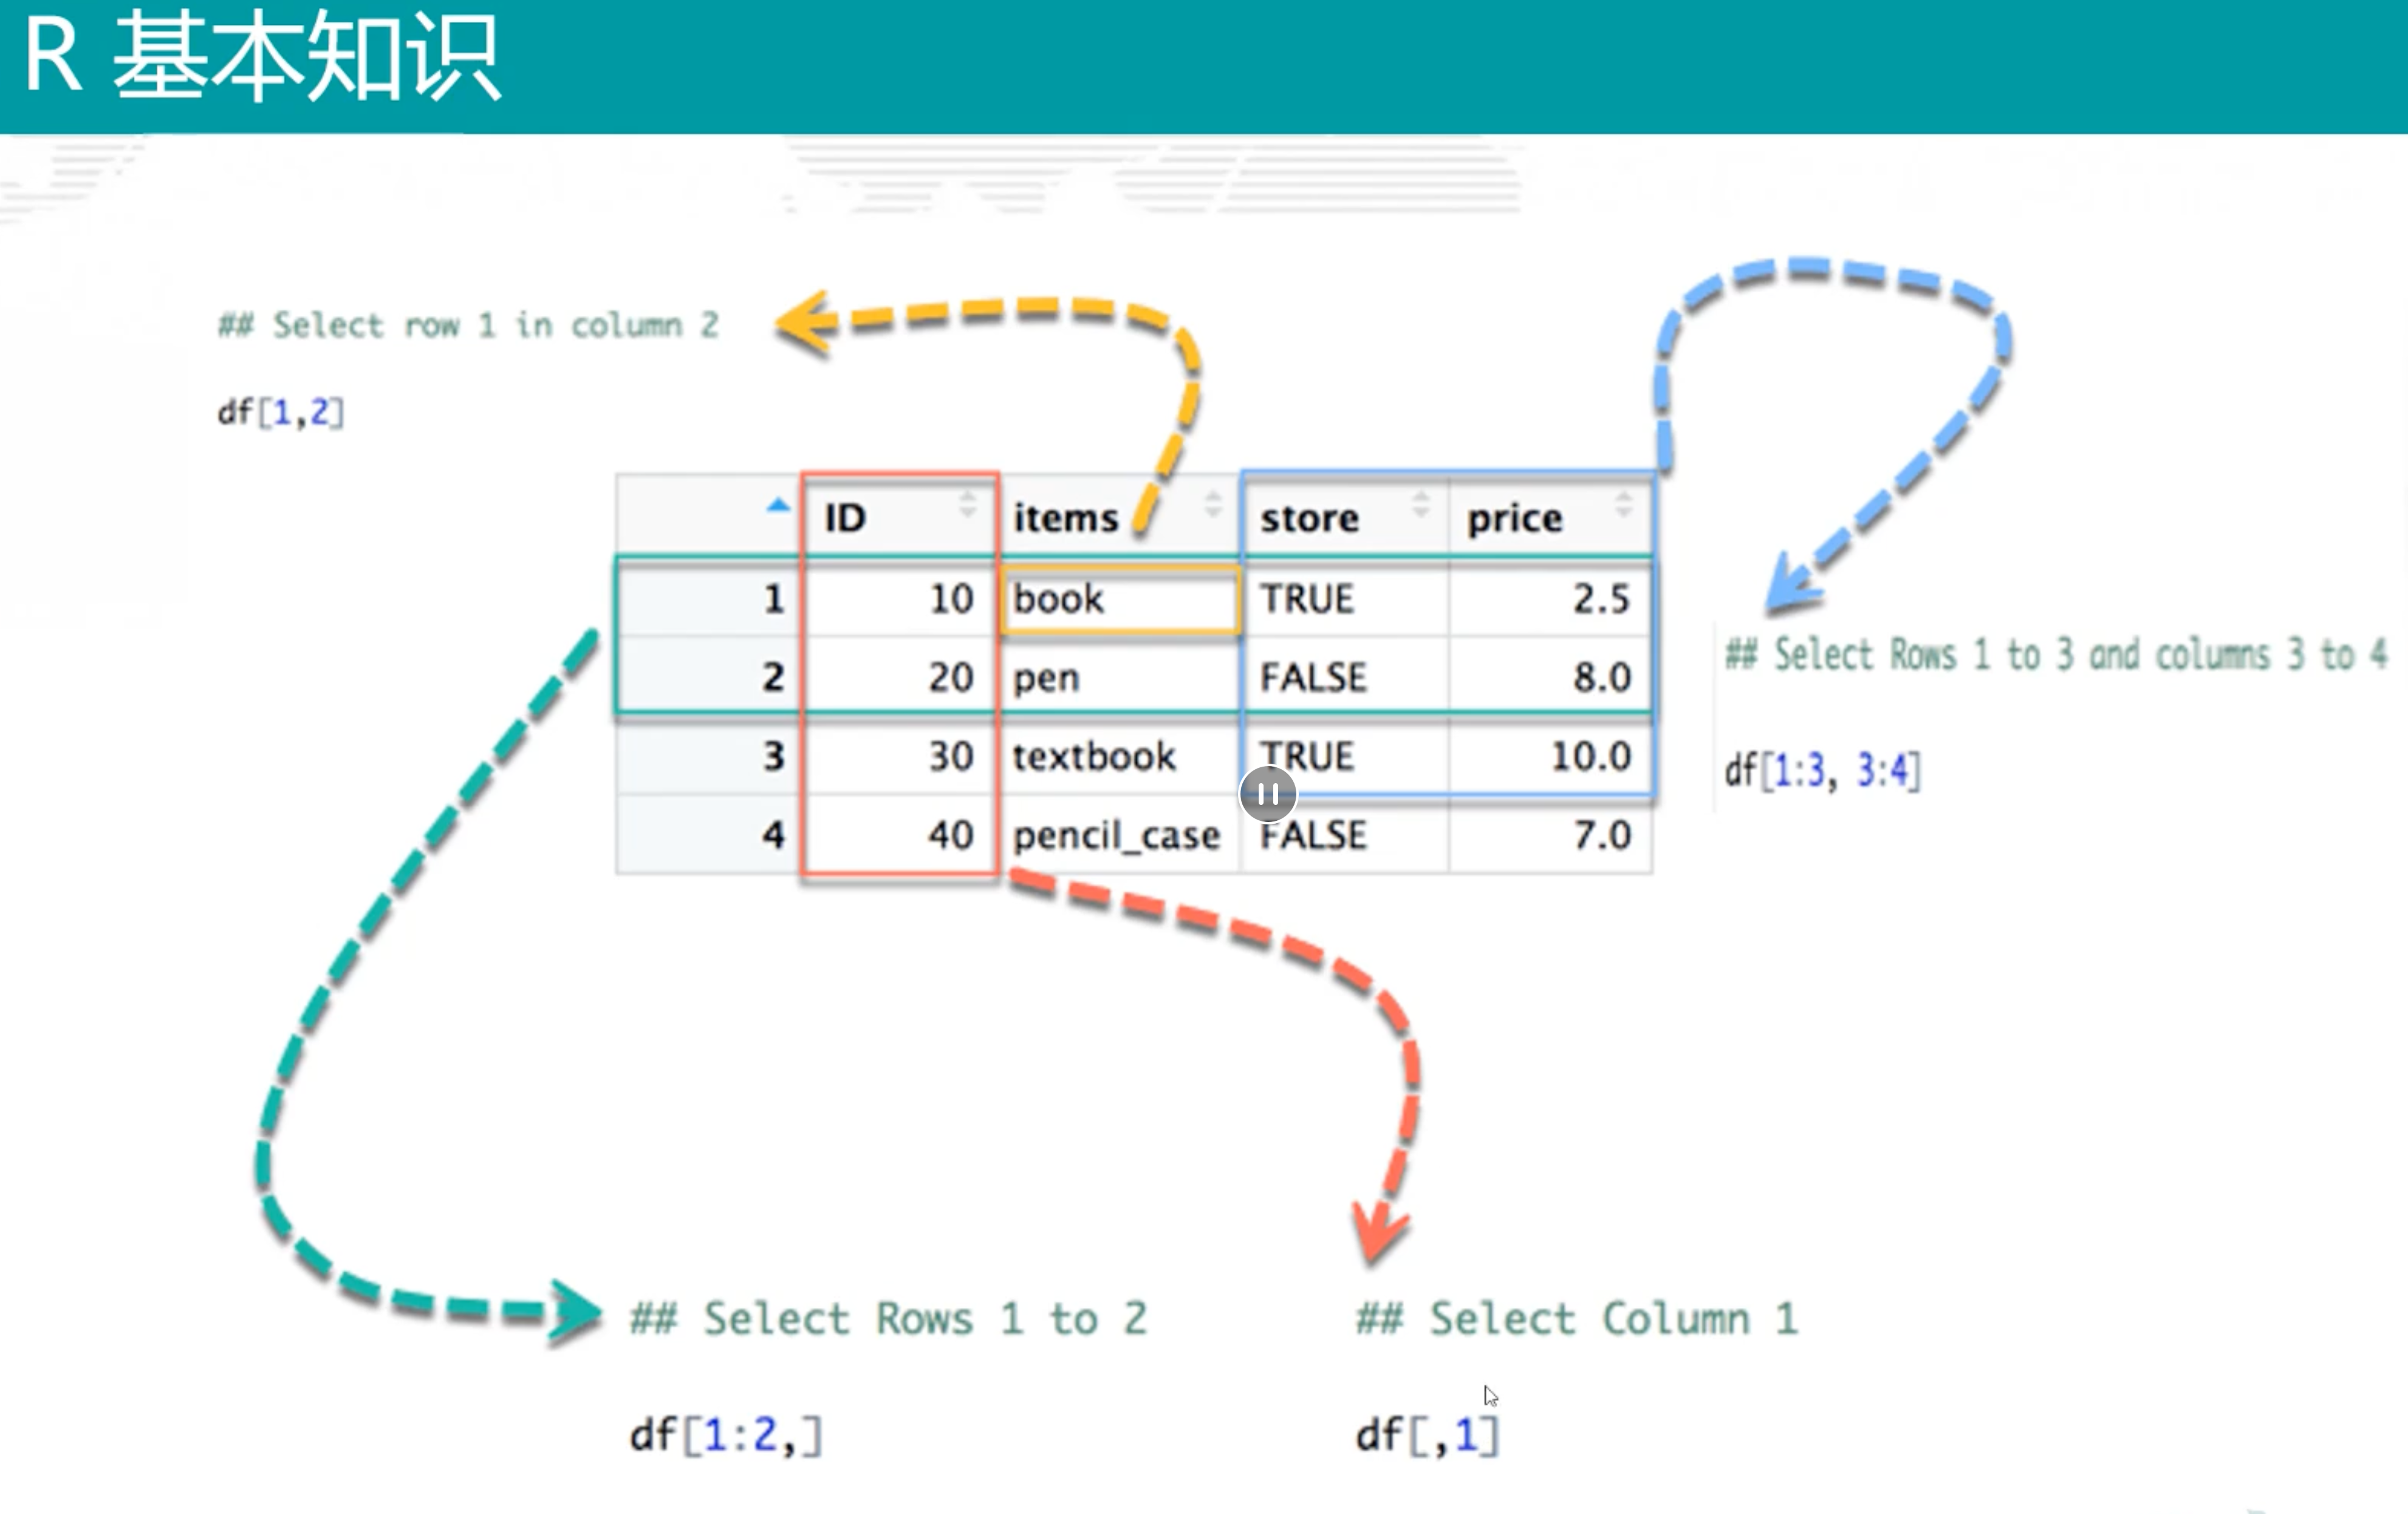 R 基本知识
## Select row 1 in column 2
df[1,2]
ID items store price
1 10 book TRUE 2.5
2 20 pen FALSE 8.0
3 30 textbook TRUE 10.0
4 40 pencil_case FALSE 7.0
## Select Rows 1 to 3 and columns 3 to 4
df[1:3, 3:4]
## Select Rows 1 to 2
df[1:2,]
## Select Column 1
df[,1]